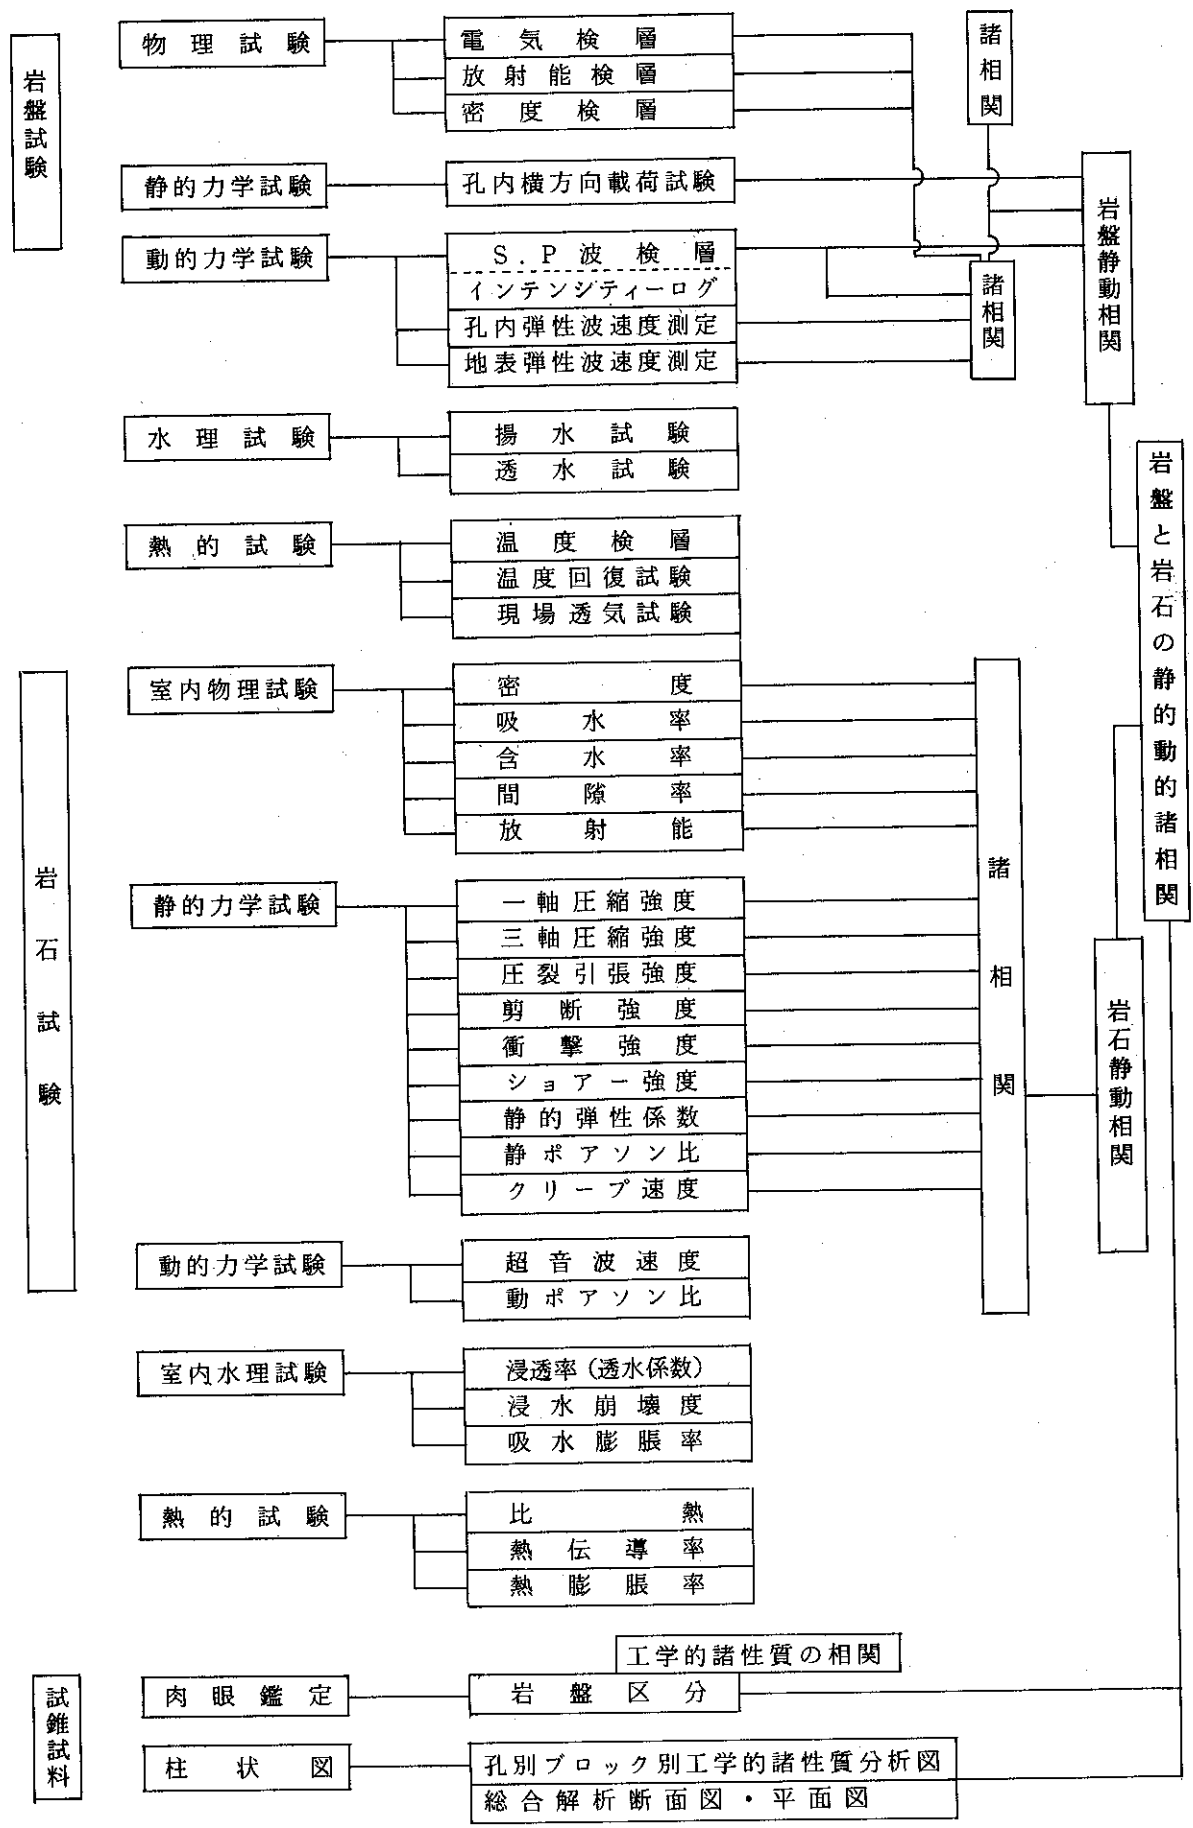 岩盤試験
物理試験
電気検層
放射能検層
密度検層
諸相関
静的力学試験
孔内横方向載荷試験
動的力学試験
S.P波検層
インテンシティーログ
孔内弾性波速度測定
地表弾性波速度測定
諸相関
岩盤静動相関
水理試験
揚水試験
透水試験
熱的試験
温度検層
温度回復試験
現場透気試験
岩盤と岩石の静的動的諸相関
岩石試験
室内物理試験
密度
吸水率
含水率
間隙率
放射能
静的力学試験
一軸圧縮強度
三軸圧縮強度
圧裂引張強度
剪断強度
衝撃強度
ショアー強度
静的弾性係数
静ポアソン比
クリープ速度
諸相関
岩石静動相関
動的力学試験
超音波速度
動ポアソン比
室内水理試験
浸透率(透水係数)
浸水崩壊度
吸水膨脹率
熱的試験
比熱
熱伝導率
熱膨脹率
試錐試料
肉眼鑑定
工学的諸性質の相関
岩盤区分
柱状図
孔別ブロック別工学的諸性質分析図
総合解析断面図・平面図